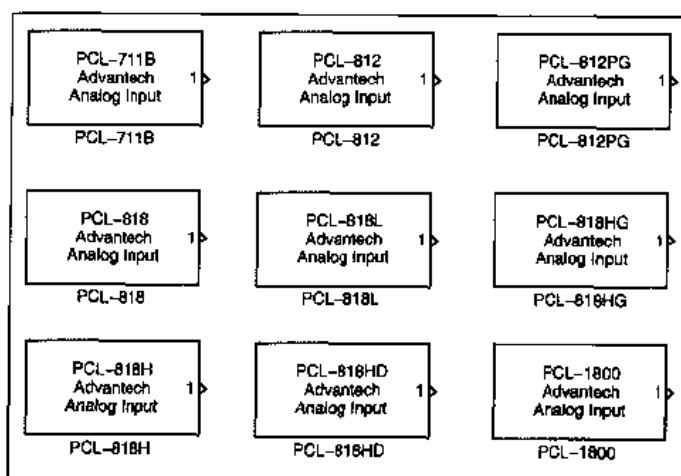 PCL-711B
Advantech
Analog Input
1
PCL-711B
PCL-812
Advantech
Analog Input
1
PCL-812
PCL-812PG
Advantech
Analog Input
1
PCL-812PG
PCL-818
Advantech
Analog Input
1
PCL-818
PCL-818L
Advantech
Analog Input
1
PCL-818L
PCL-818HG
Advantech
Analog Input
1
PCL-818HG
PCL-818H
Advantech
Analog Input
1
PCL-818H
PCL-818HD
Advantech
Analog Input
1
PCL-818HD
PCL-1800
Advantech
Analog Input
1
PCL-1800